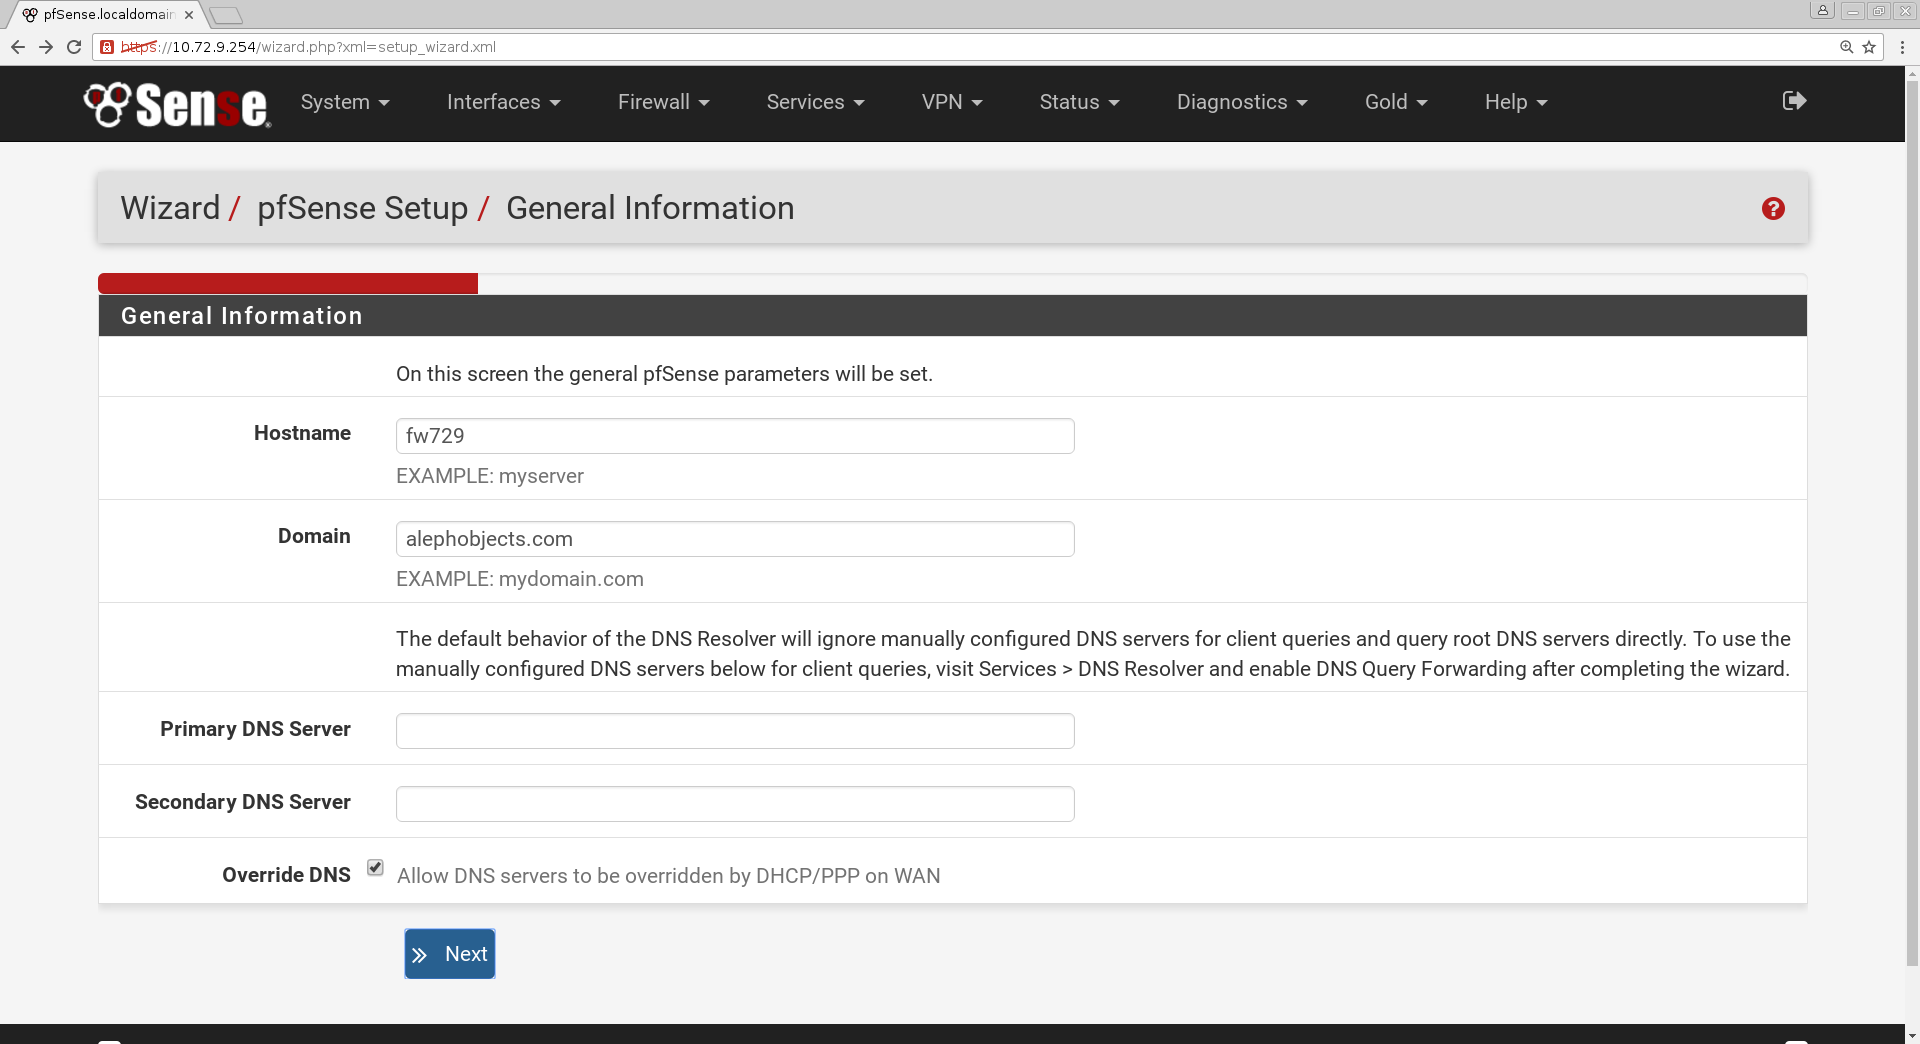 pfSense.localdomain
https://10.72.9.254/wizard.php?xml=setup_wizard.xml
Sense
System
Interfaces
Firewall
Services
VPN
Status
Diagnostics
Gold
Help
Wizard / pfSense Setup / General Information
General Information
On this screen the general pfSense parameters will be set.
Hostname
fw729
EXAMPLE: myserver
Domain
alephobjects.com
EXAMPLE: mydomain.com
The default behavior of the DNS Resolver will ignore manually configured DNS servers for client queries and query root DNS servers directly. To use the
manually configured DNS servers below for client queries, visit Services > DNS Resolver and enable DNS Query Forwarding after completing the wizard.
Primary DNS Server
Secondary DNS Server
Override DNS
Allow DNS servers to be overridden by DHCP/PPP on WAN
Next